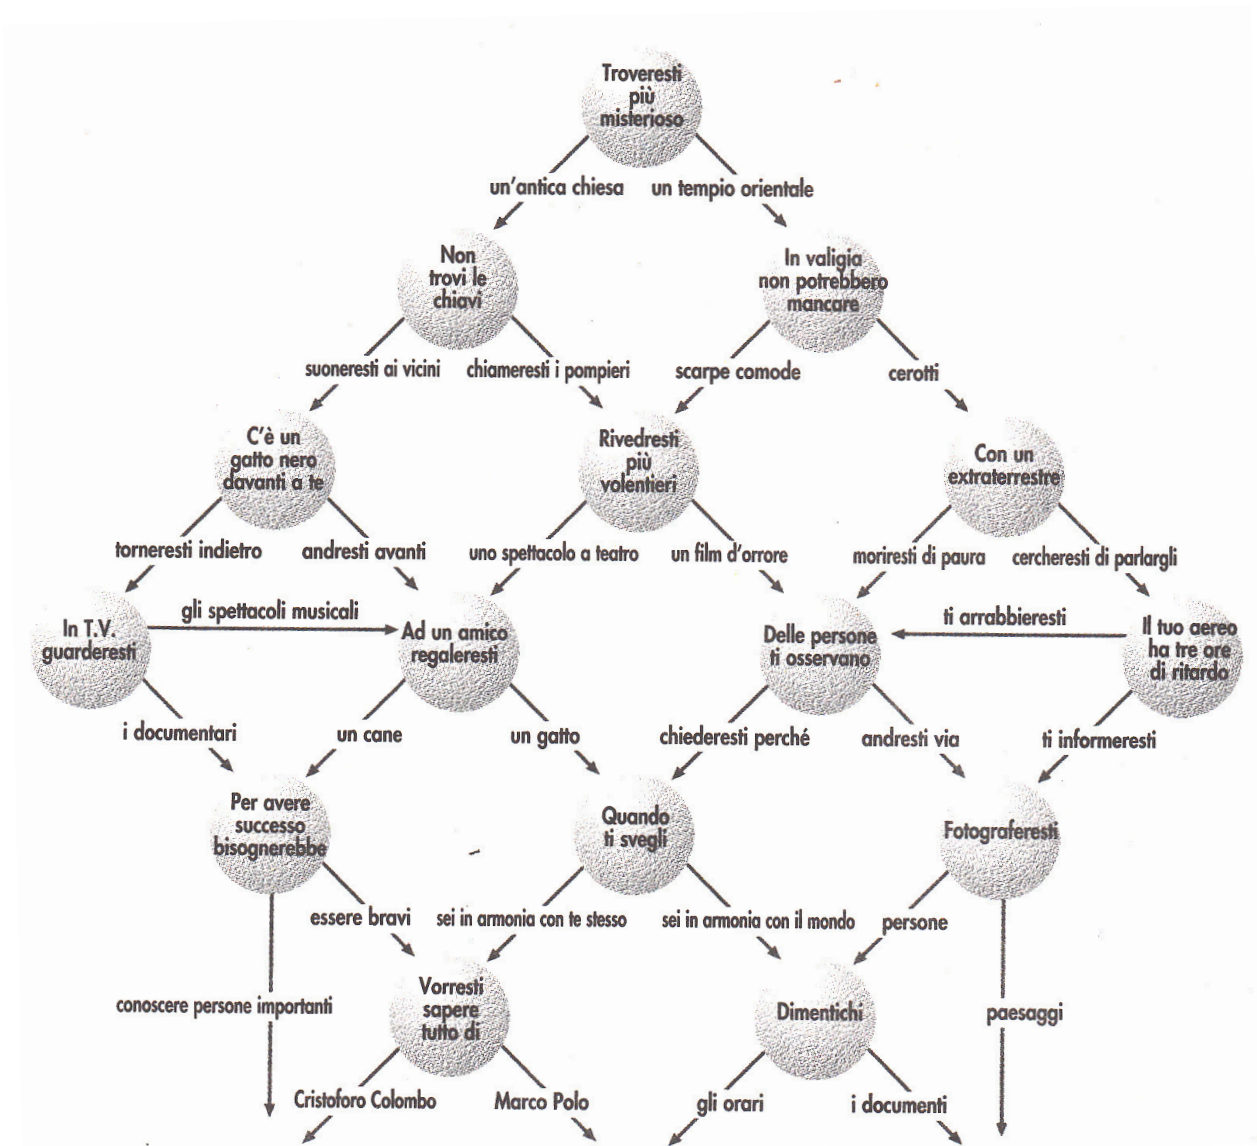 Troveresti
più
misterioso
un'antica chiesa
un tempio orientale
Non
trovi le
chiavi
In valigia
non potrebbero
mancare
suoneresti ai vicini
chiameresti i pompieri
scarpe comode
cerotti
C'è un
gatto nero
davanti a te
Rivedresti
più
volentieri
Con un
extraterrestre
torneresti indietro
andresti avanti
uno spettacolo a teatro
un film d'orrore
moriresti di paura
cercheresti di parlargli
In T.V.
guarderesti
gli spettacoli musicali
Ad un amico
regaleresti
Delle persone
ti osservano
ti arrabbieresti
Il tuo aereo
ha tre ore
di ritardo
i documentari
un cane
un gatto
chiederesti perché
andresti via
ti informeresti
Per avere
successo
bisognerebbe
Quando
ti svegli
Fotograferesti
essere bravi
sei in armonia con te stesso
sei in armonia con il mondo
persone
conoscere persone importanti
Vorresti
sapere
tutto di
Dimentichi
paesaggi
Cristoforo Colombo
Marco Polo
gli orari
i documenti